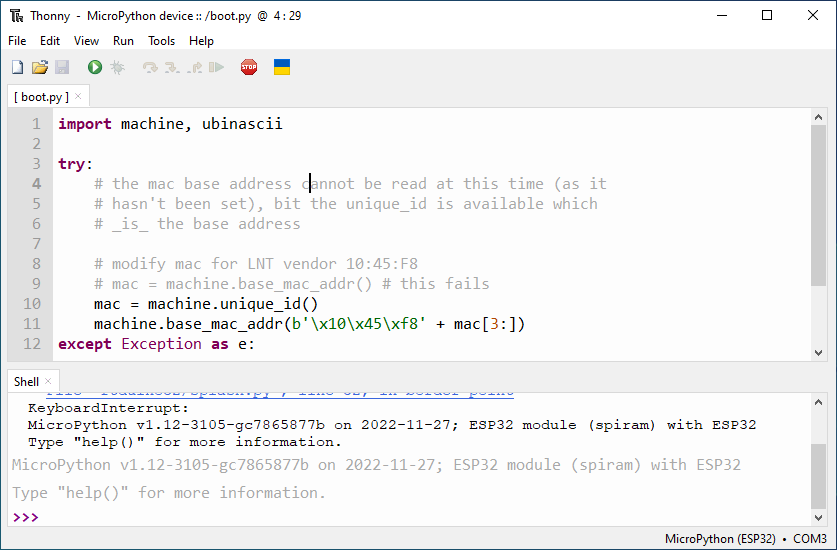 Thonny - MicroPython device :: /boot.py @ 4 : 29
File Edit View Run Tools Help
STOP
[ boot.py ] ×
1 import machine, ubinascii
2
3 try:
4 # the mac base address cannot be read at this time (as it
5 # hasn't been set), bit the unique_id is available which
6 # _is_ the base address
7
8 # modify mac for LNT vendor 10:45:F8
9 # mac = machine.base_mac_addr() # this fails
10 mac = machine.unique_id()
11 machine.base_mac_addr(b'\x10\x45\xf8' + mac[3:])
12 except Exception as e:
Shell ×
KeyboardInterrupt:
MicroPython v1.12-3105-gc7865877b on 2022-11-27; ESP32 module (spiram) with ESP32
Type "help()" for more information.
MicroPython v1.12-3105-gc7865877b on 2022-11-27; ESP32 module (spiram) with ESP32
Type "help()" for more information.
>>>
MicroPython (ESP32) • COM3